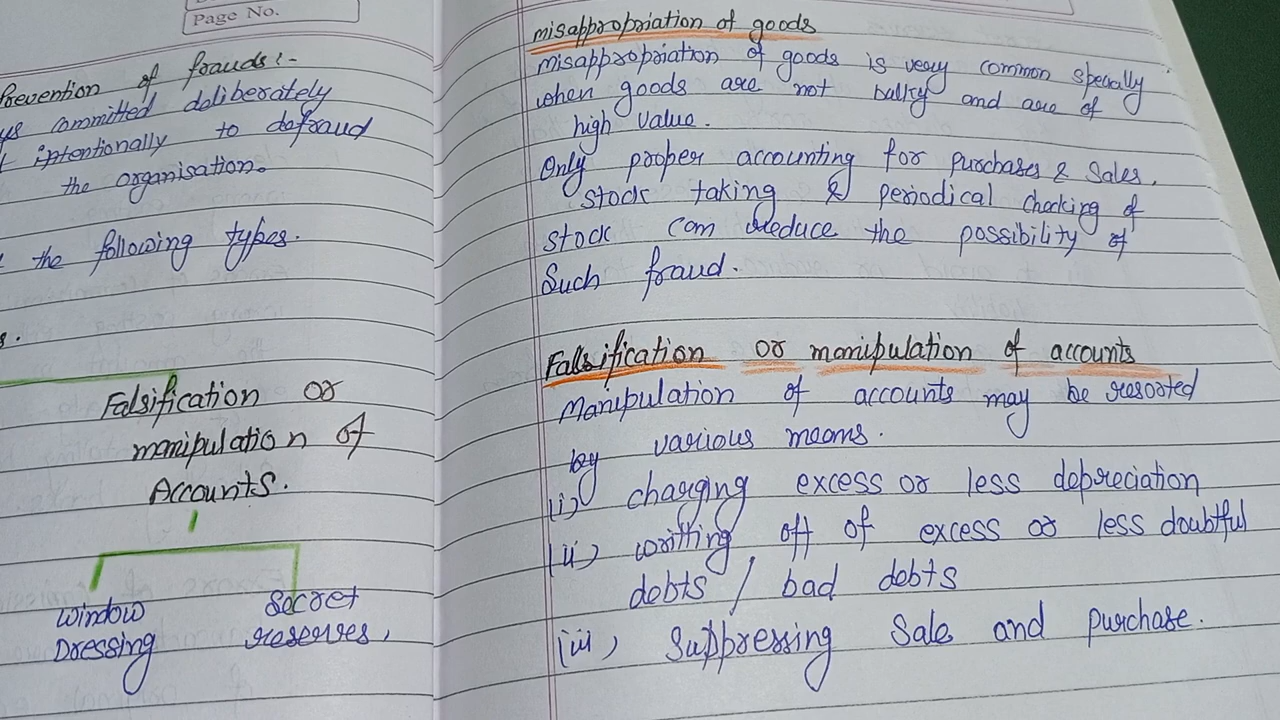 Page No.
Prevention of frauds :-
committed deliberately
intentionally to defraud
the organisation.
the following types.
s.
Falsification or
manipulation of
Accounts.
window Dressing
Secret reserves,
misappropriation of goods
misappropriation of goods is very common specially
when goods are not bulky and are of
high value.
Only proper accounting for purchases & sales,
stock taking & periodical checking of
stock can reduce the possibility of
Such fraud.
Falsification or manipulation of accounts
Manipulation of accounts may be resorted
by various means.
(i) charging excess or less depreciation
(ii) writting off of excess or less doubtful
debts / bad debts
(iii) Suppressing Sale and purchase.